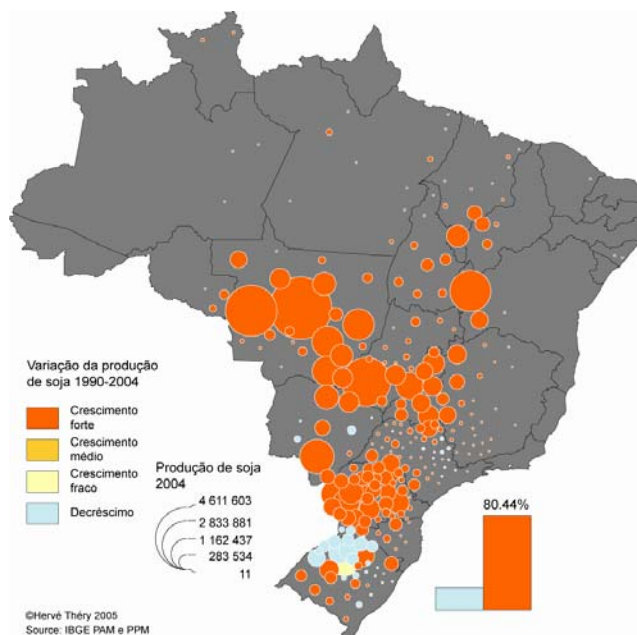 Variação da produção
de soja 1990-2004
Crescimento
forte
Crescimento
médio
Crescimento
fraco
Decréscimo
Produção de soja
2004
4 611 603
2 833 881
1 162 437
283 534
11
80.44%
©Hervé Théry 2005
Source: IBGE PAM e PPM